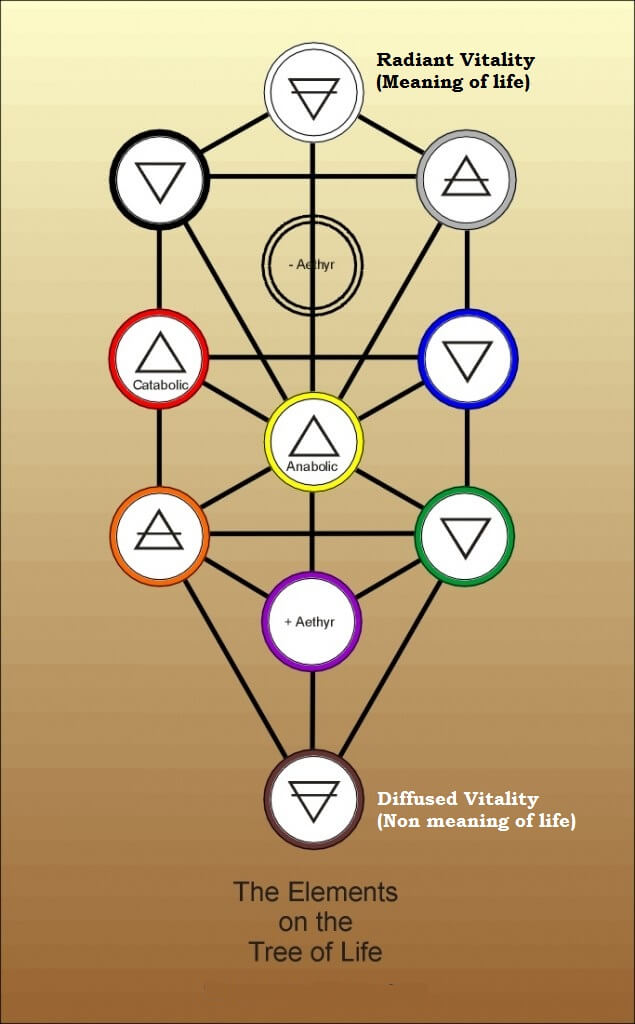 Radiant Vitality
(Meaning of life)
- Aethyr
Catabolic
Anabolic
+ Aethyr
Diffused Vitality
(Non meaning of life)
The Elements
on the
Tree of Life